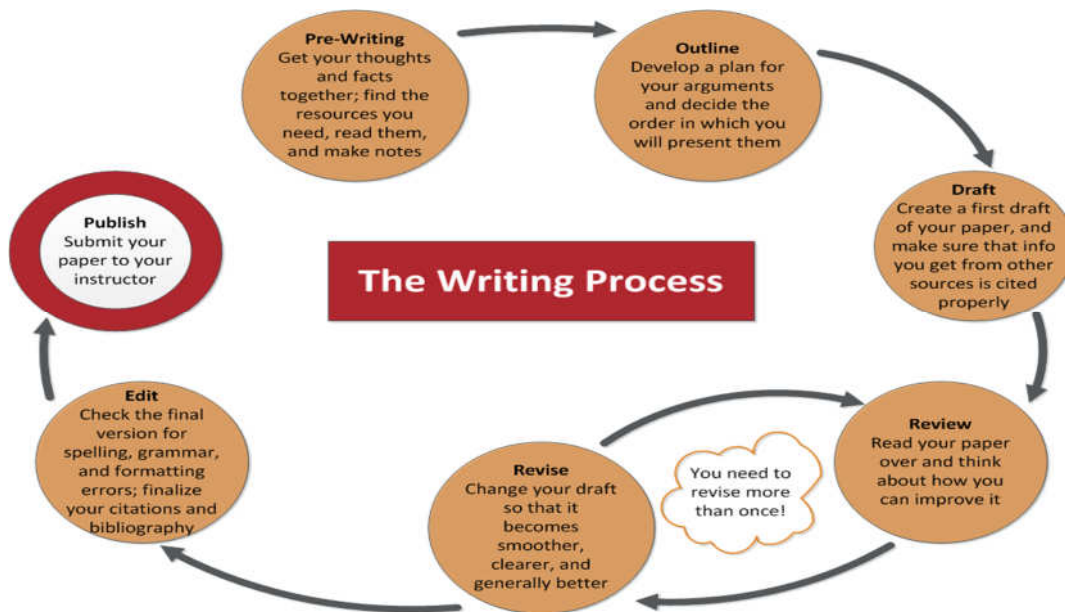 Pre-Writing
Get your thoughts
and facts
together; find the
resources you
need, read them,
and make notes
Outline
Develop a plan for
your arguments
and decide the
order in which you
will present them
Draft
Create a first draft
of your paper, and
make sure that info
you get from other
sources is cited
properly
Publish
Submit your
paper to your
instructor
The Writing Process
Edit
Check the final
version for
spelling, grammar,
and formatting
errors; finalize
your citations and
bibliography
Revise
Change your draft
so that it
becomes
smoother,
clearer, and
generally better
You need to
revise more
than once!
Review
Read your paper
over and think
about how you
can improve it